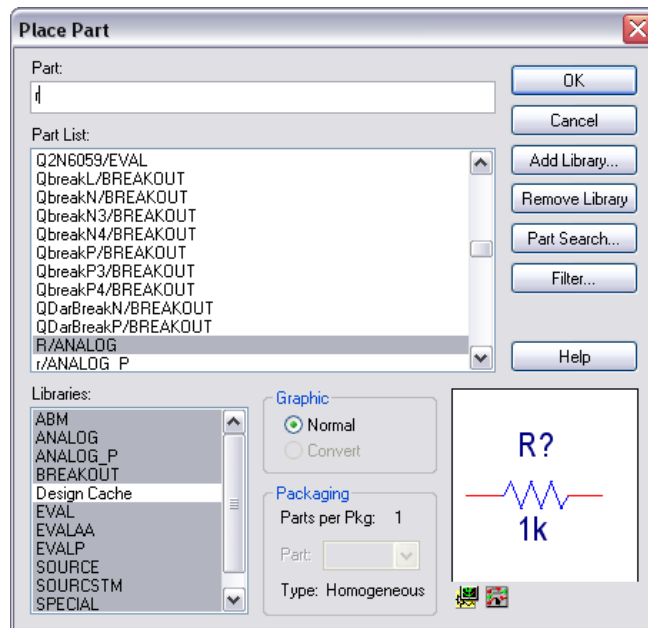 Place Part
Part:
r
OK
Cancel
Part List:
Q2N6059/EVAL
QbreakL/BREAKOUT
QbreakN/BREAKOUT
QbreakN3/BREAKOUT
QbreakN4/BREAKOUT
QbreakP/BREAKOUT
QbreakP3/BREAKOUT
QbreakP4/BREAKOUT
QDarBreakN/BREAKOUT
QDarBreakP/BREAKOUT
R/ANALOG
r/ANALOG_P
Add Library...
Remove Library
Part Search...
Filter...
Help
Libraries:
ABM
ANALOG
ANALOG_P
BREAKOUT
Design Cache
EVAL
EVALAA
EVALP
SOURCE
SOURCSTM
SPECIAL
Graphic
Normal
Convert
Packaging
Parts per Pkg: 1
Part:
Type: Homogeneous
R?
1k